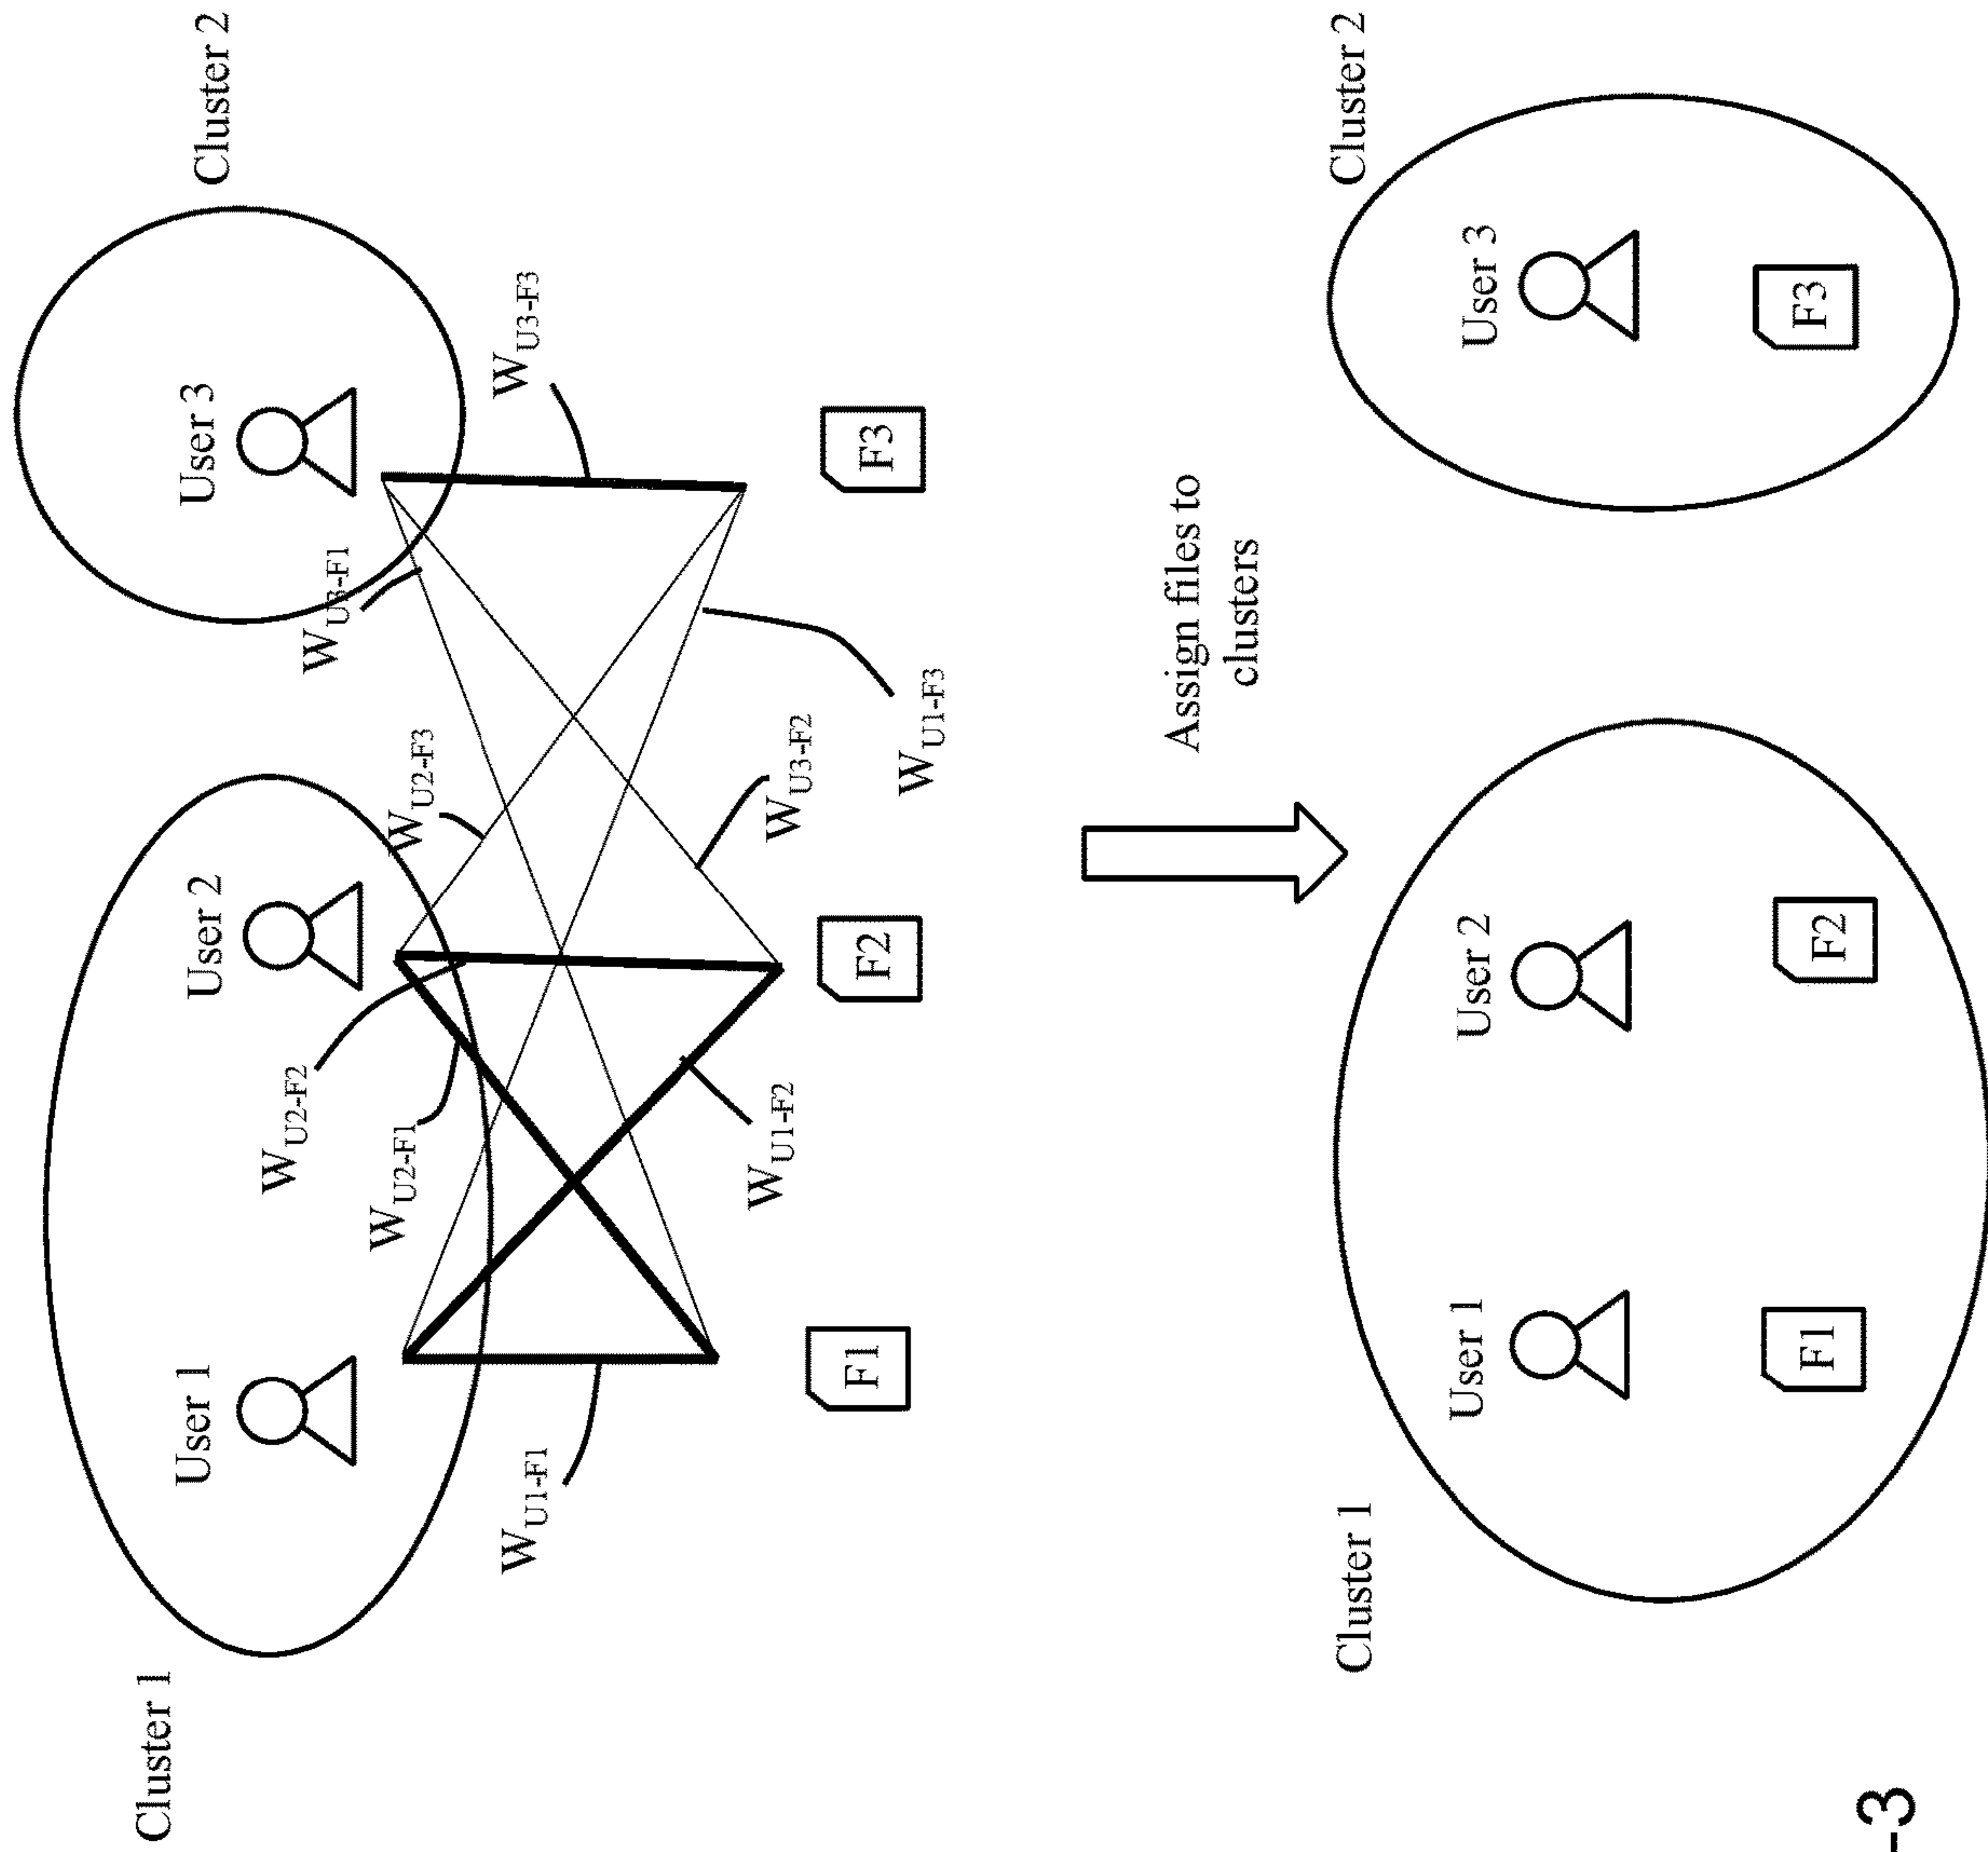 Cluster 1
Cluster 2
User 1
User 2
User 3
WU3-F1
WU2-F2
WU2-F3
WU2-F1
WU1-F1
WU3-F3
WU1-F2
WU3-F2
WU1-F3
F1
F2
F3
Assign files to
clusters
Cluster 1
Cluster 2
User 1
User 2
User 3
F1
F2
F3
-3